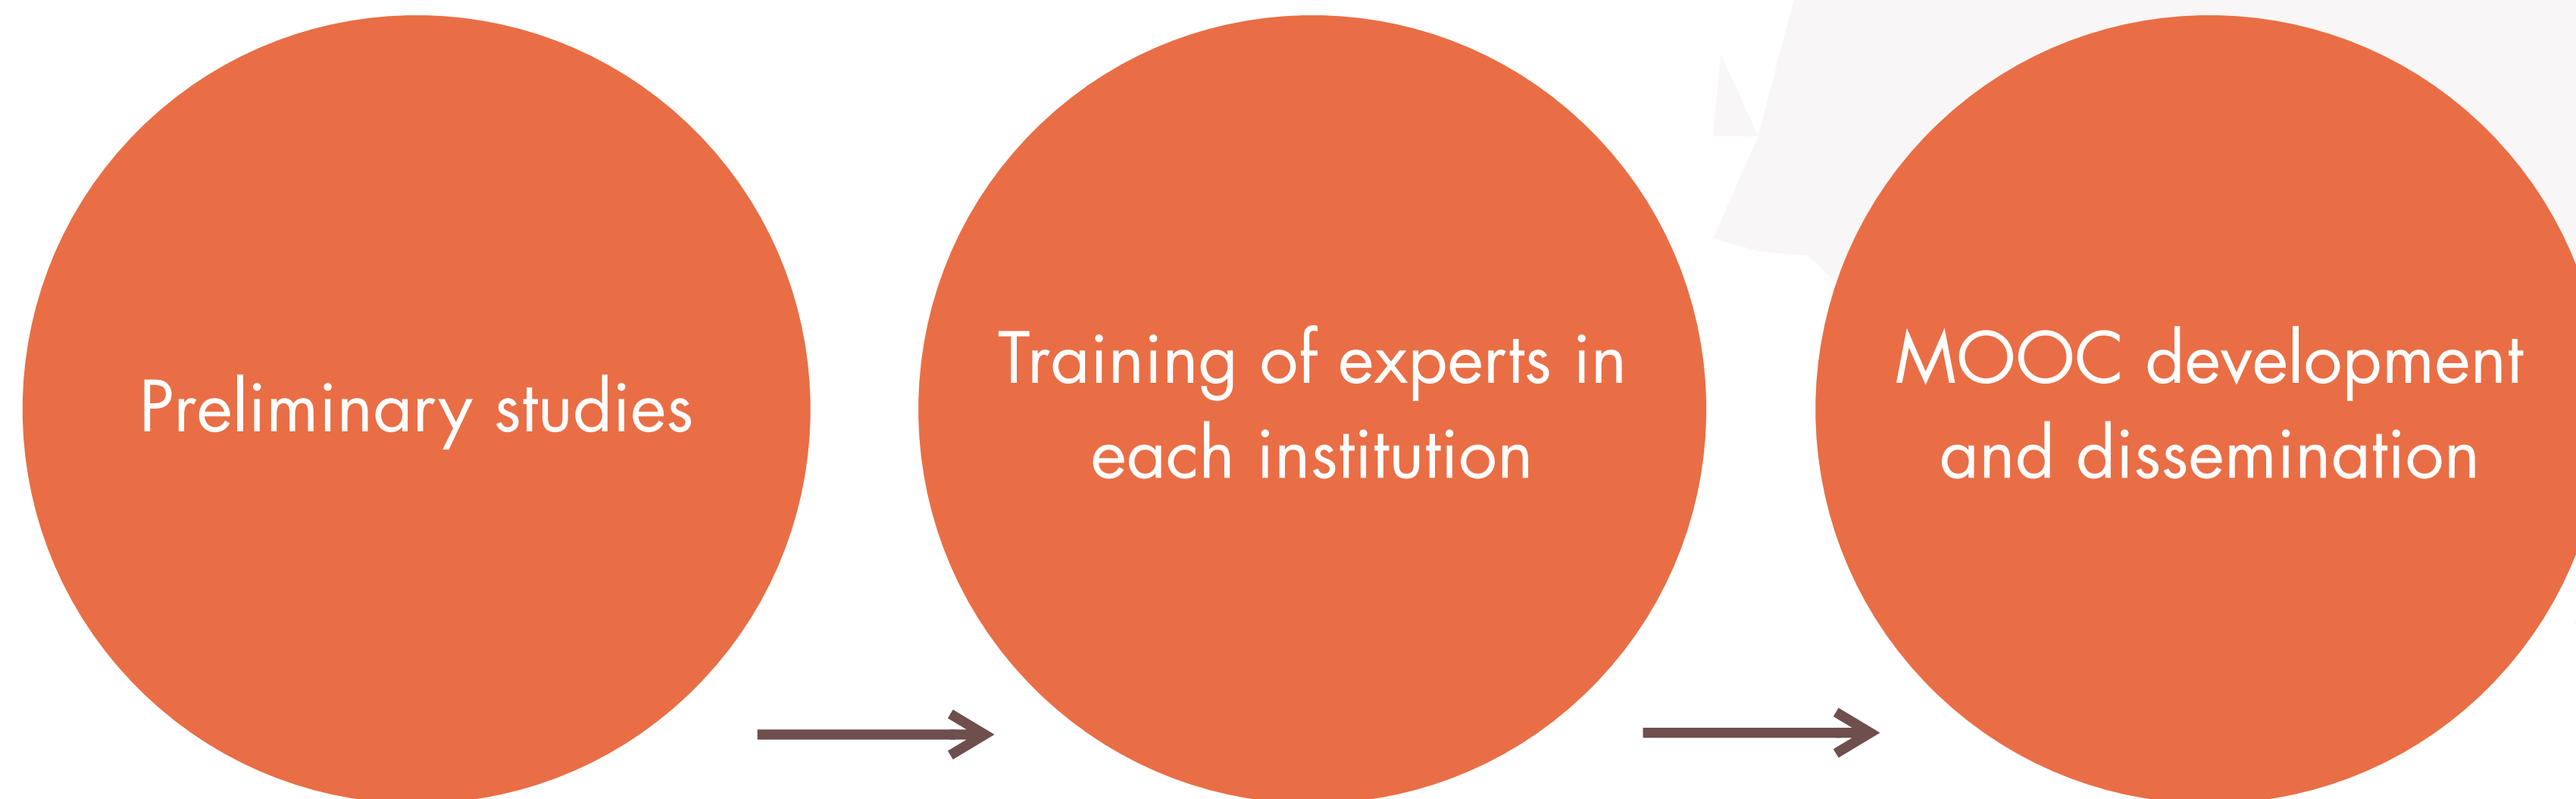 Preliminary studies
Training of experts in
each institution
MOOC development
and dissemination